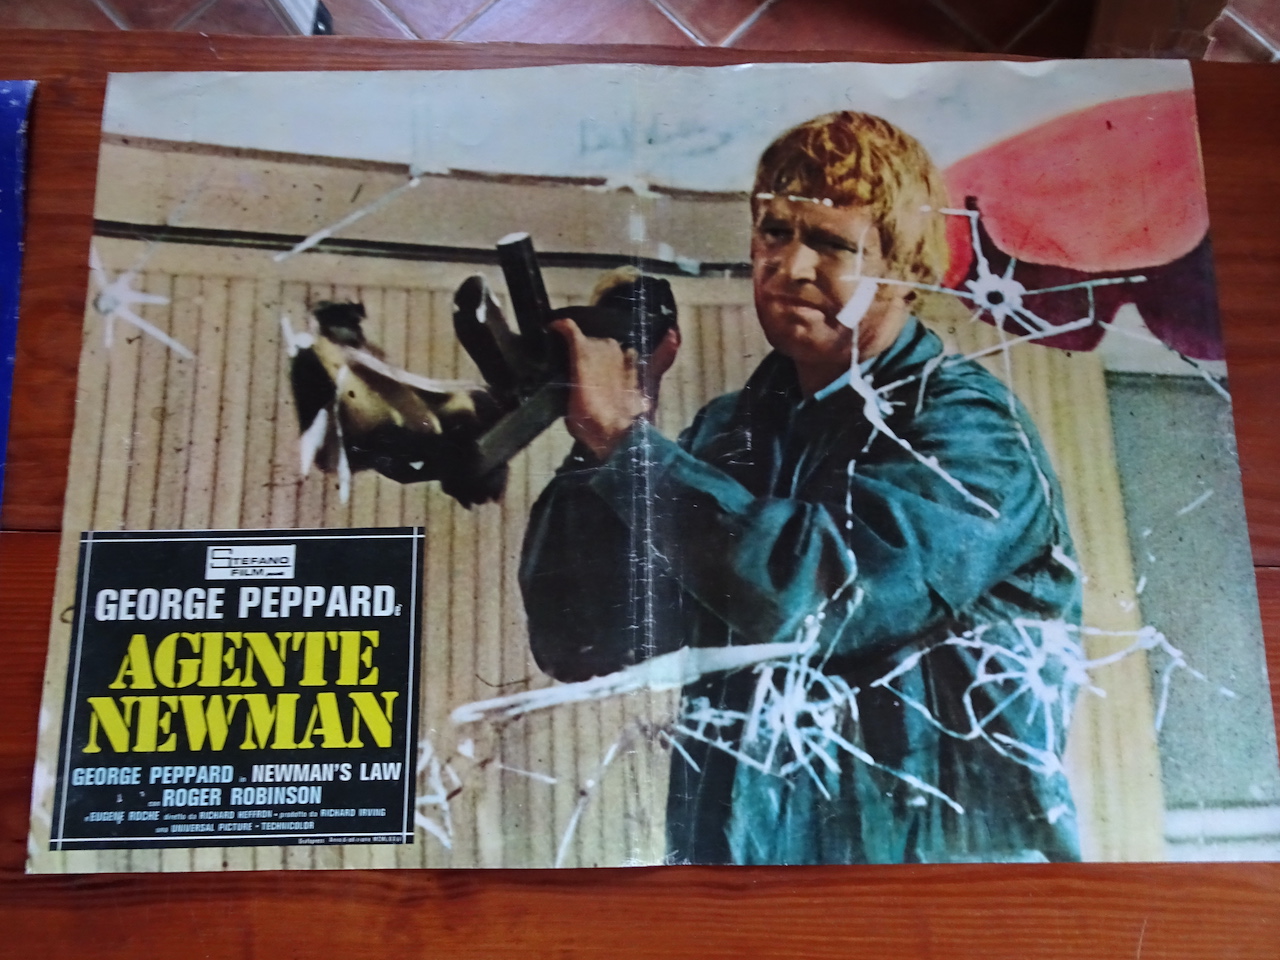 STEFANO
FILM
GEORGE PEPPARD È
AGENTE
NEWMAN
GEORGE PEPPARD in NEWMAN'S LAW
con ROGER ROBINSON
e EUGENE ROCHE diretto da RICHARD HEFFRON - prodotto da RICHARD IRVING
una UNIVERSAL PICTURE - TECHNICOLOR